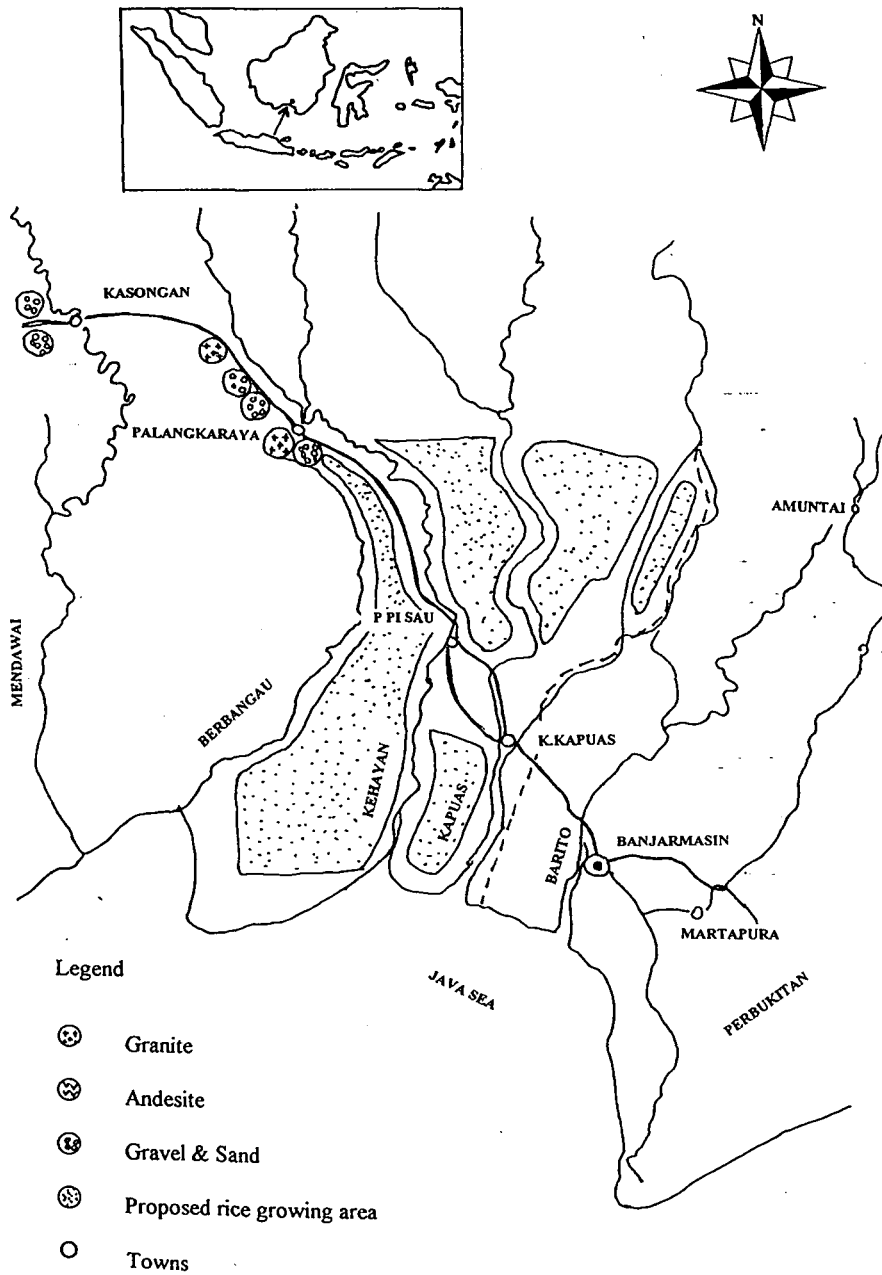 N
KASONGAN
PALANGKARAYA
AMUNTAI
P PI SAU
MENDAWAI
BERBANGAU
K.KAPUAS
KEHAYAN
KAPUAS
BARITO
BANJARMASIN
MARTAPURA
JAVA SEA
PERBUKITAN
Legend
Granite
Andesite
Gravel & Sand
Proposed rice growing area
Towns